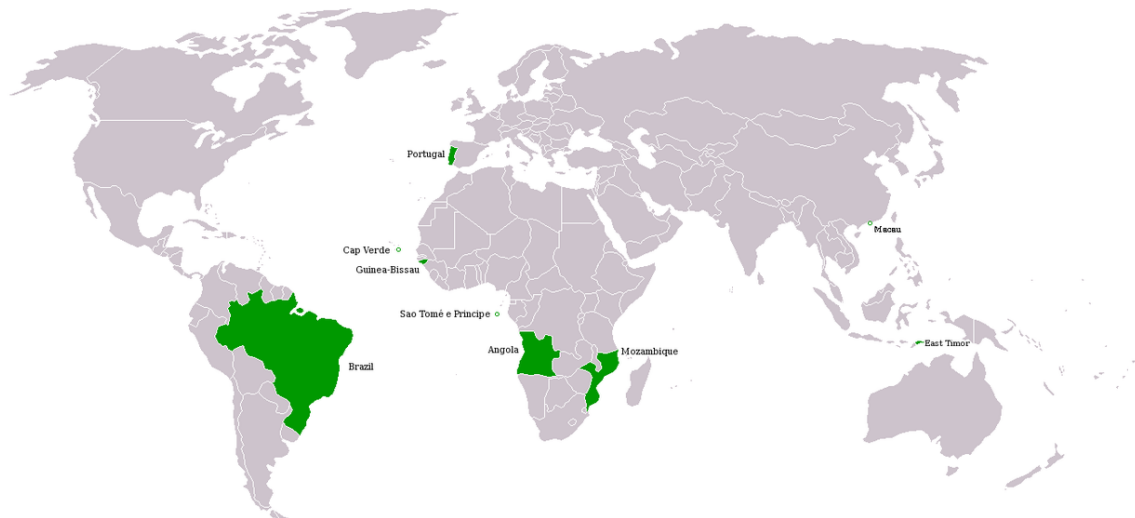 Portugal
Macau
Cap Verde
Guinea-Bissau
Sao Tomé e Principe
East Timor
Angola
Mozambique
Brazil